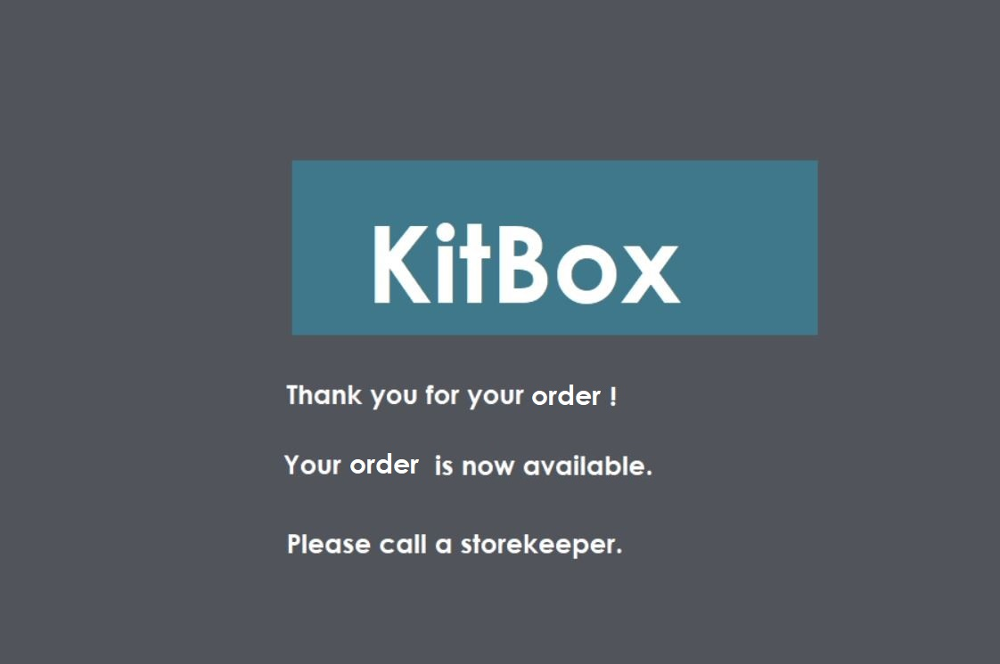 KitBox
Thank you for your order !
Your order is now available.
Please call a storekeeper.